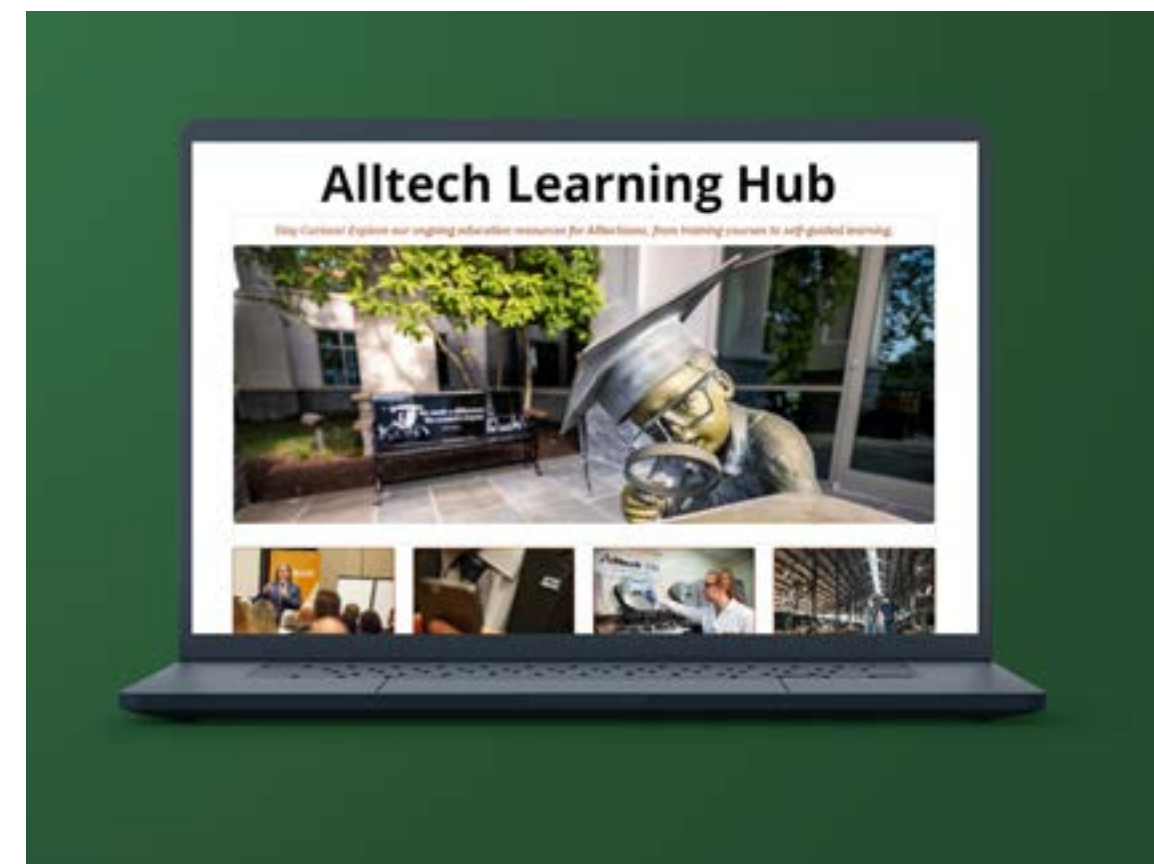 Alltech Learning Hub
Stay Curious! Explore our ongoing education resources for Alltechians, from training courses to self-guided learning.
Alltech